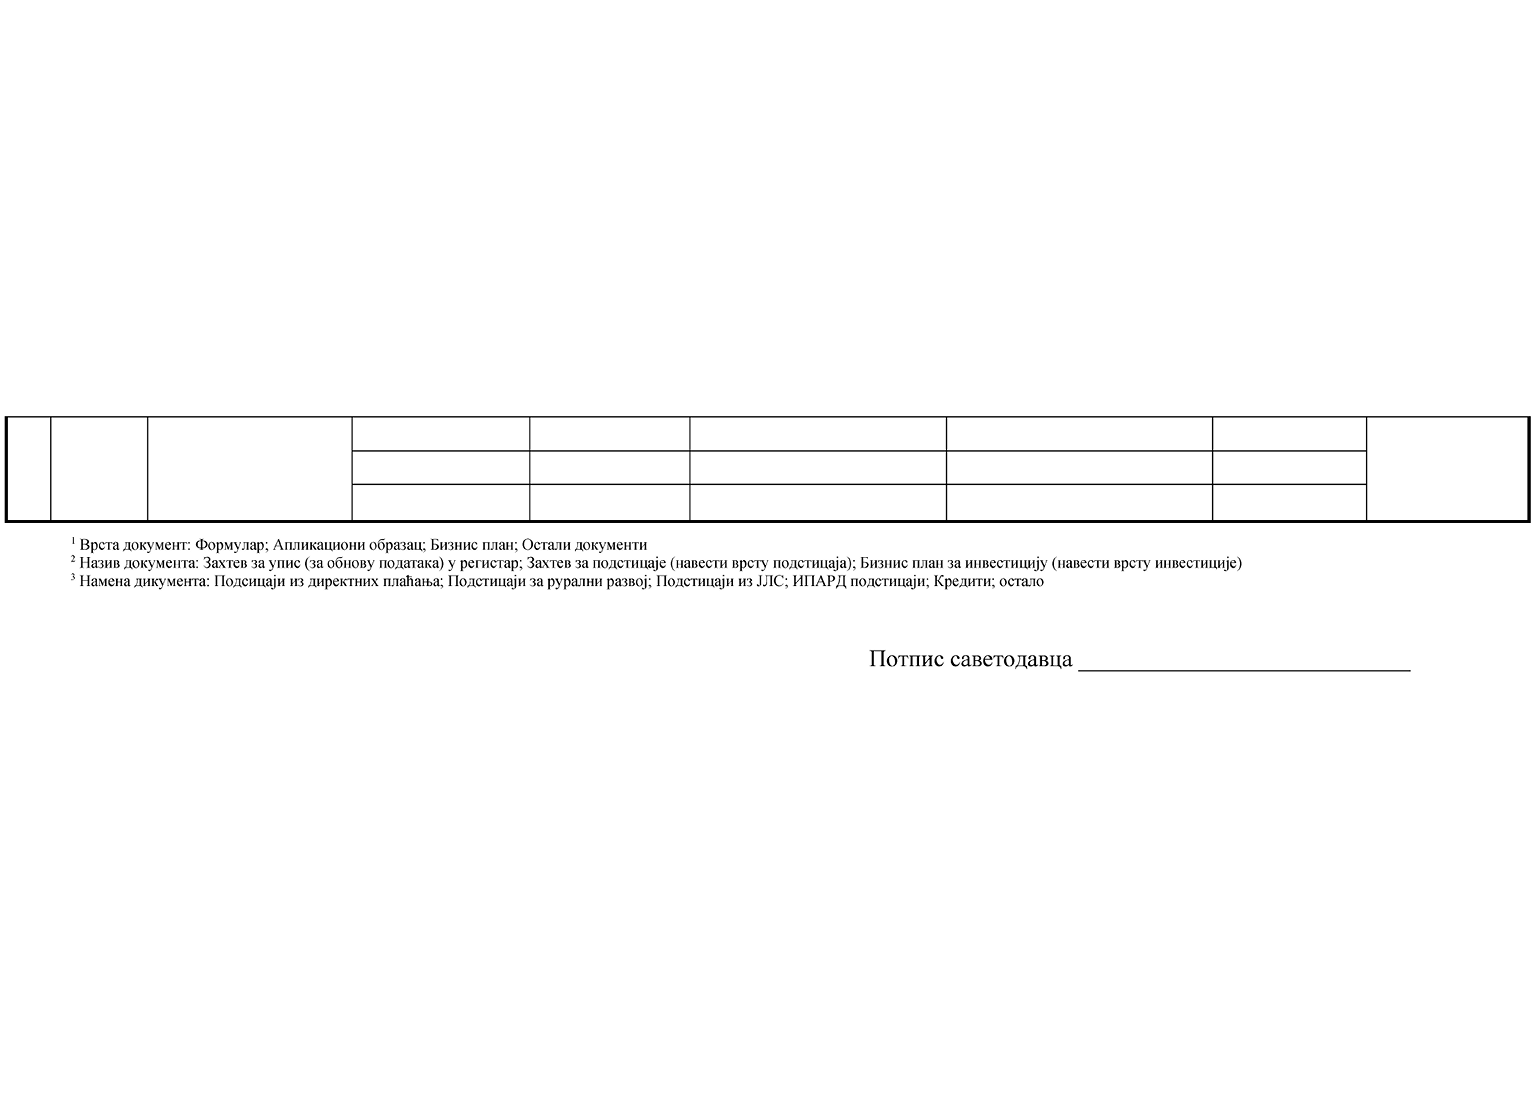 1 Врста документ: Формулар; Апликациони образац; Бизнис план; Остали документи
2 Назив документа: Захтев за упис (за обнову података) у регистар; Захтев за подстицаје (навести врсту подстицаја); Бизнис план за инвестицију (навести врсту инвестиције)
3 Намена дикумента: Подсицаји из директних плаћања; Подстицаји за рурални развој; Подстицаји из ЈЛС; ИПАРД подстицаји; Кредити; остало
Потпис саветодавца ____________________________